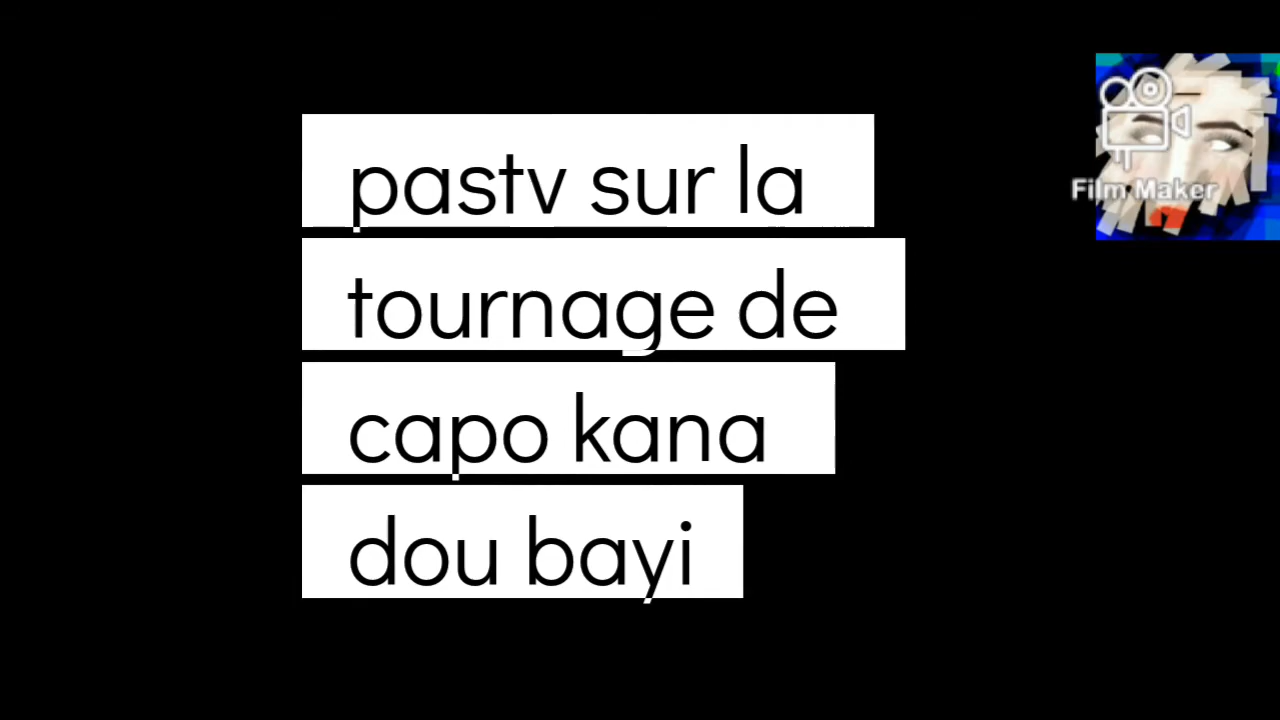 pastv sur la
tournage de
capo kana
dou bayi
Film Maker